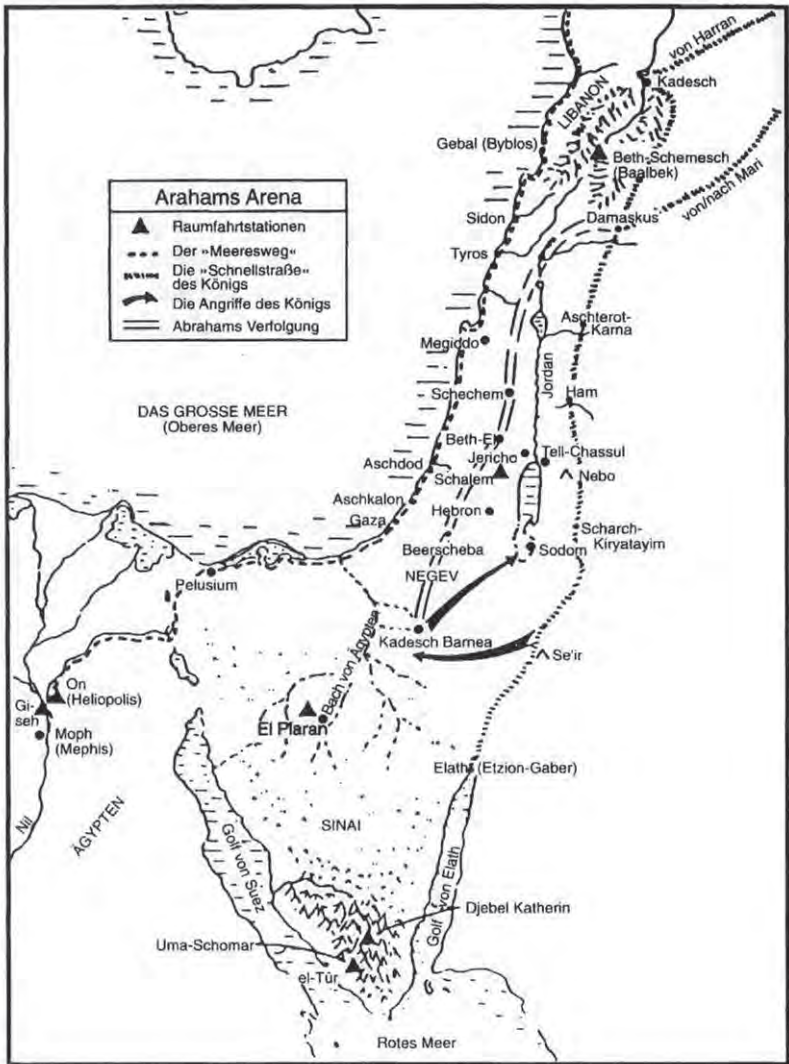 von Harran
Kadesch
LIBANON
Gebal (Byblos)
Beth-Schemesch
(Baalbek)
von/nach Mari
Arahams Arena
Raumfahrtstationen
Der »Meeresweg«
Die »Schnellstraße«
des Königs
Die Angriffe des Königs
Abrahams Verfolgung
Sidon
Damaskus
Tyros
Aschterot-
Karna
Megiddo
Jordan
Schechem
Ham
DAS GROSSE MEER
(Oberes Meer)
Beth-El
Jericho
Tell-Chassul
Aschdod
Schalem
Nebo
Aschkalon
Gaza
Hebron
Scharch-
Kiryatayim
Beerscheba
Sodom
NEGEV
Pelusium
Kadesch Barnea
Bach von Ägypten
Se'ir
On
(Heliopolis)
Gi-
seh
Moph
(Mephis)
El Plaran
Elath (Etzion-Gaber)
Nil
ÄGYPTEN
Golf von Suez
SINAI
Golf von Elath
Djebel Katherin
Uma-Schomar
el-Tûr
Rotes Meer